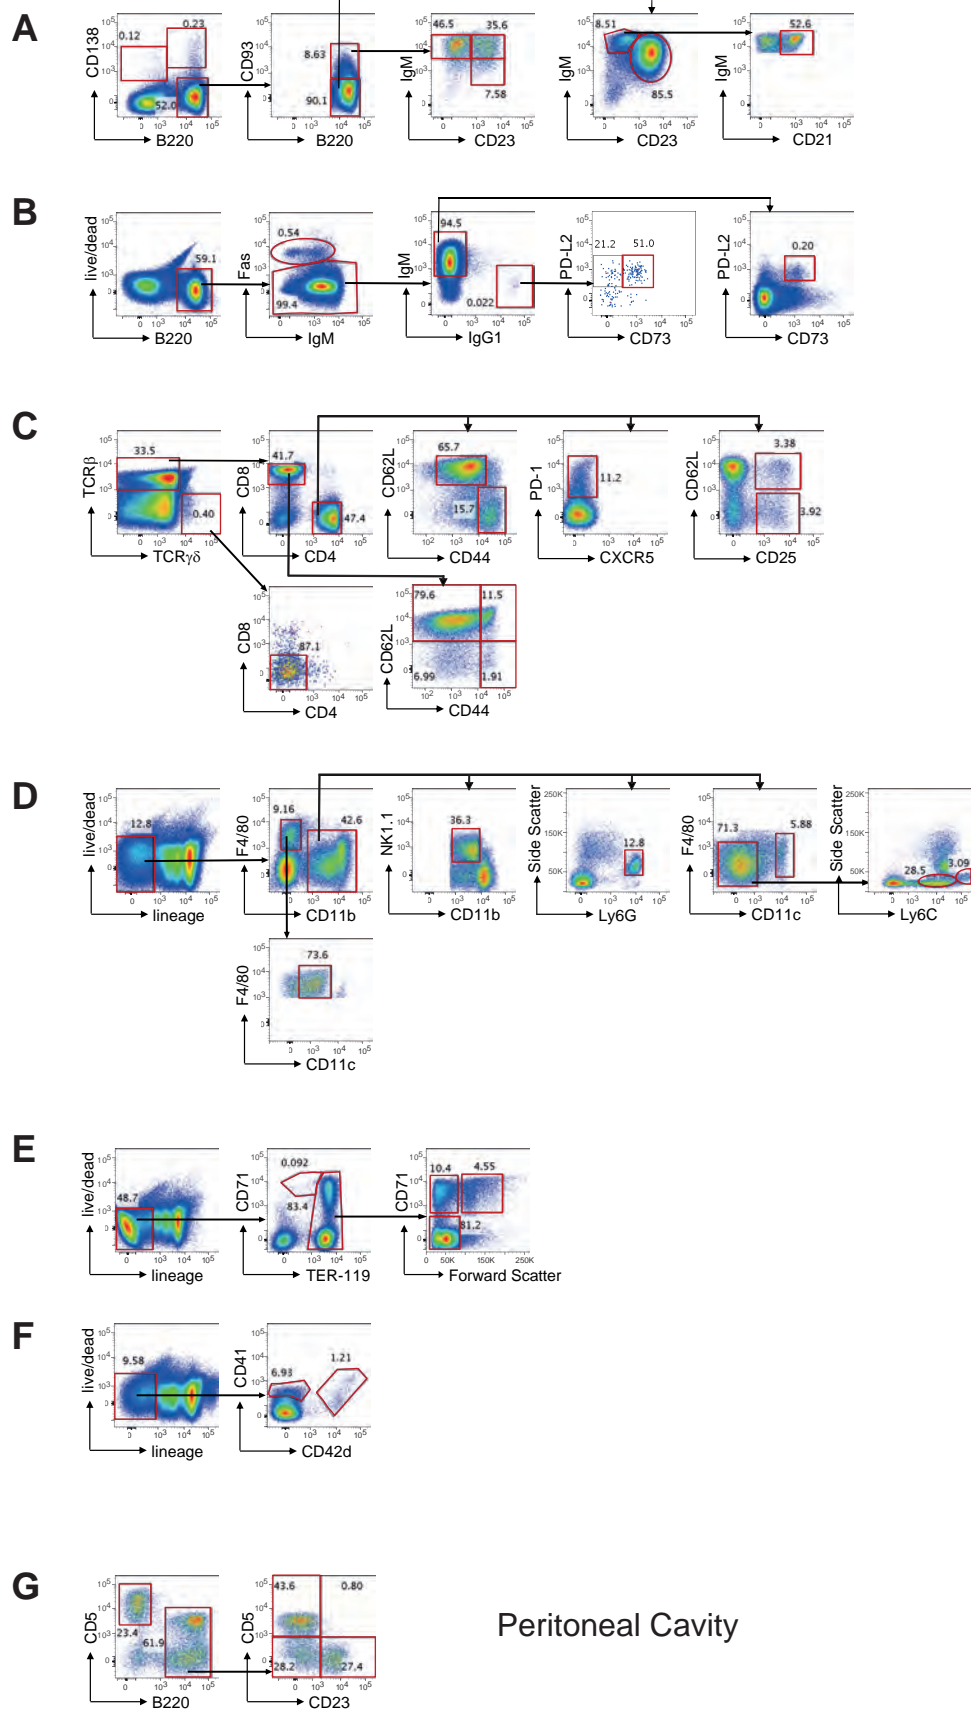 A
CD138
0.12
0.23
52.0
B220
CD93
8.63
90.1
B220
IgM
46.5
35.6
7.58
CD23
IgM
8.51
85.5
CD23
IgM
52.6
CD21
B
live/dead
59.1
B220
Fas
0.54
99.4
IgM
IgM
94.5
0.022
IgG1
PD-L2
21.2
51.0
CD73
PD-L2
0.20
CD73
C
TCRβ
33.5
0.40
TCRγδ
CD8
41.7
47.4
CD4
CD62L
65.7
15.7
CD44
PD-1
11.2
CXCR5
CD62L
3.38
3.92
CD25
CD8
87.1
CD4
CD62L
79.6
11.5
6.99
1.91
CD44
D
live/dead
12.8
lineage
F4/80
9.16
42.6
CD11b
NK1.1
36.3
CD11b
Side Scatter
250K
150K
50K
12.8
Ly6G
F4/80
71.3
5.88
CD11c
Side Scatter
250K
150K
50K
28.5
3.09
Ly6C
F4/80
73.6
CD11c
E
live/dead
48.7
lineage
CD71
0.092
83.4
TER-119
CD71
10.4
4.55
81.2
0 50K 150K 250K
Forward Scatter
F
live/dead
9.58
lineage
CD41
6.93
1.21
CD42d
G
CD5
23.4
61.9
B220
CD5
43.6
0.80
28.2
27.4
CD23
Peritoneal Cavity